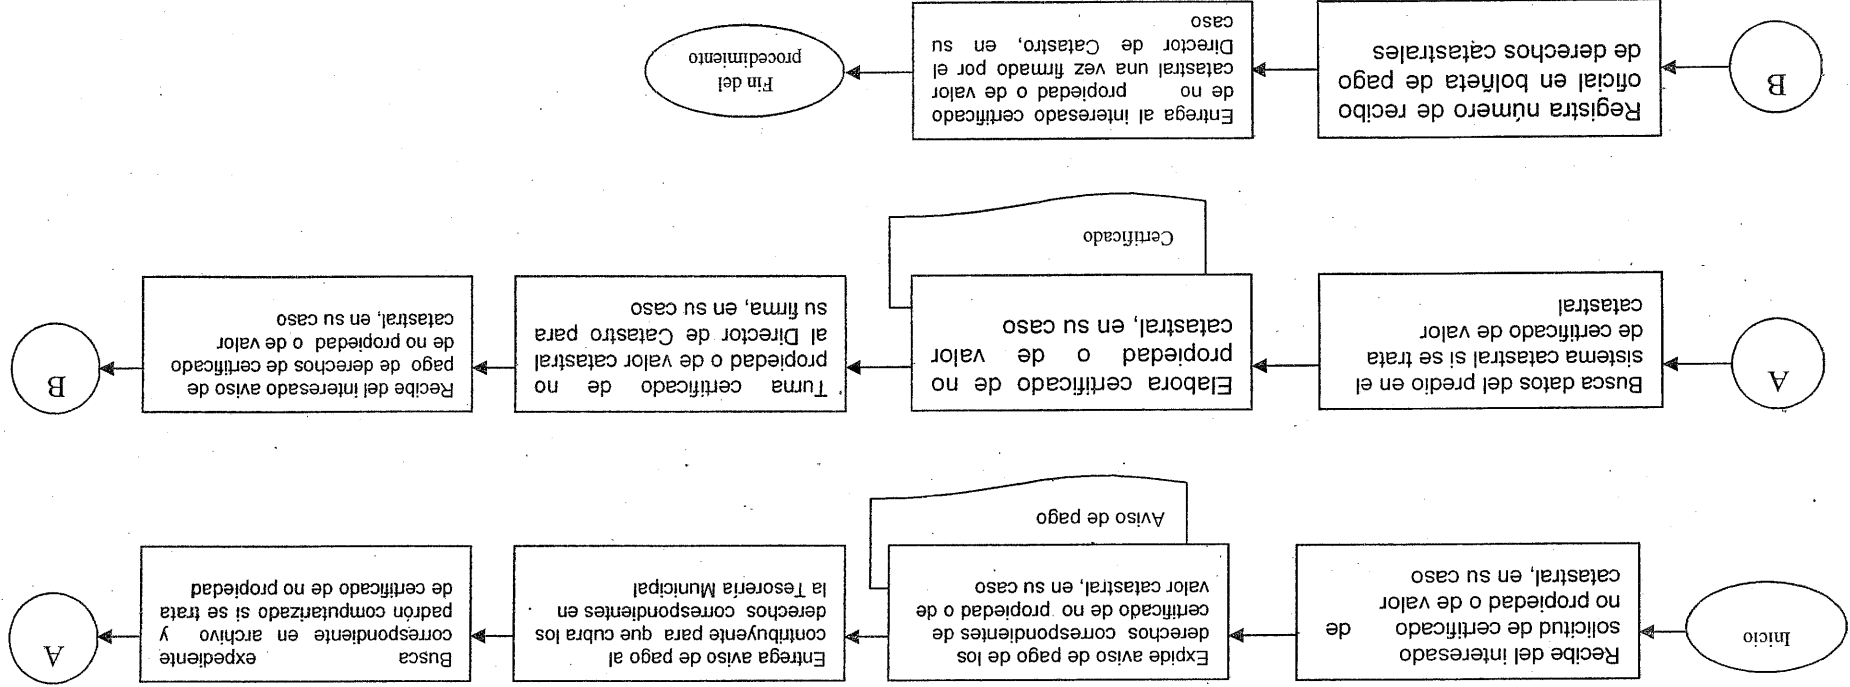 Inicio
Recibe del interesado
solicitud de certificado de
no propiedad o de valor
catastral, en su caso
Expide aviso de pago de los
derechos correspondientes de
certificado de no propiedad o de
valor catastral, en su caso
Aviso de pago
Entrega aviso de pago al
contribuyente para que cubra los
derechos correspondientes en
la Tesorería Municipal
Busca expediente
correspondiente en archivo y
padrón computarizado si se trata
de certificado de no propiedad
A
A
Busca datos del predio en el
sistema catastral si se trata
de certificado de valor
catastral
Elabora certificado de no
propiedad o de valor
catastral, en su caso
Certificado
Turna certificado de no
propiedad o de valor catastral
al Director de Catastro para
su firma, en su caso
Recibe del interesado aviso de
pago de derechos de certificado
de no propiedad o de valor
catastral, en su caso
B
B
Registra número de recibo
oficial en bolñeta de pago
de derechos catastrales
Entrega al interesado certificado
de no propiedad o de valor
catastral una vez firmado por el
Director de Catastro, en su
caso
Fin del
procedimiento